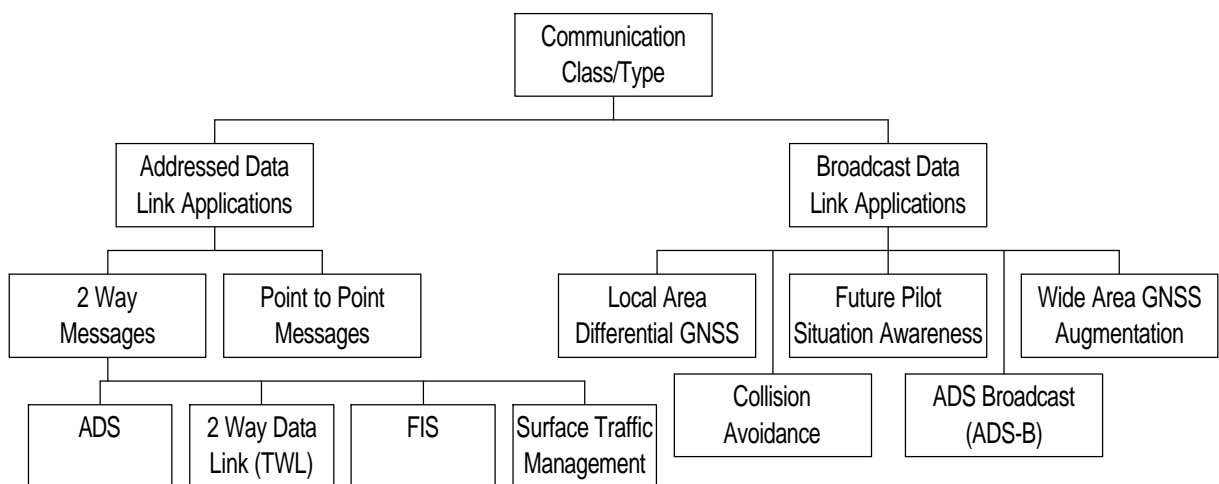 Communication
Class/Type
Addressed Data
Link Applications
Broadcast Data
Link Applications
2 Way
Messages
Point to Point
Messages
Local Area
Differential GNSS
Future Pilot
Situation Awareness
Wide Area GNSS
Augmentation
ADS
2 Way Data
Link (TWL)
FIS
Surface Traffic
Management
Collision
Avoidance
ADS Broadcast
(ADS-B)